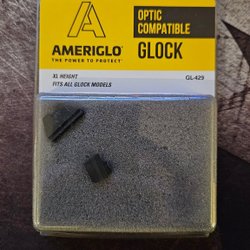 OPTIC
COMPATIBLE
GLOCK
AMERIGLO®
THE POWER TO PROTECT®
XL HEIGHT
FITS ALL GLOCK MODELS
GL-429